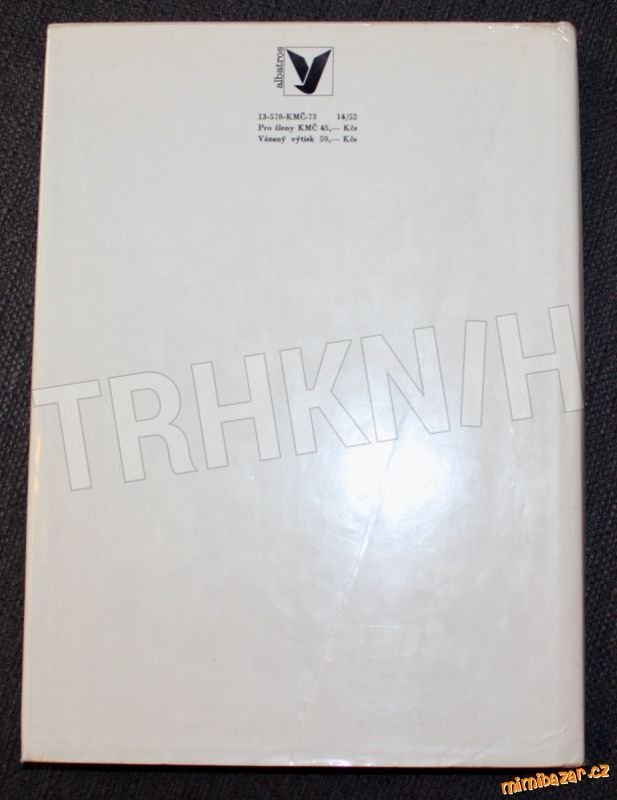 albatros
13-578-KMČ-73 14/52
Pro členy KMČ 45,— Kčs
Vázaný výtisk 50,— Kčs
TRHKNIH
mimibazar.cz